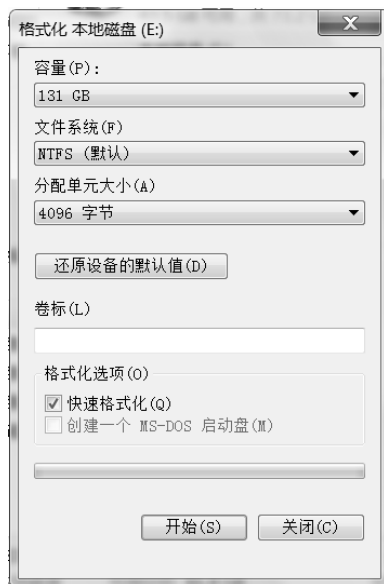 格式化 本地磁盘 (E:)
容量(P):
131 GB
文件系统(F)
NTFS (默认)
分配单元大小(A)
4096 字节
还原设备的默认值(D)
卷标(L)
格式化选项(O)
快速格式化(Q)
创建一个 MS-DOS 启动盘(M)
开始(S)
关闭(C)